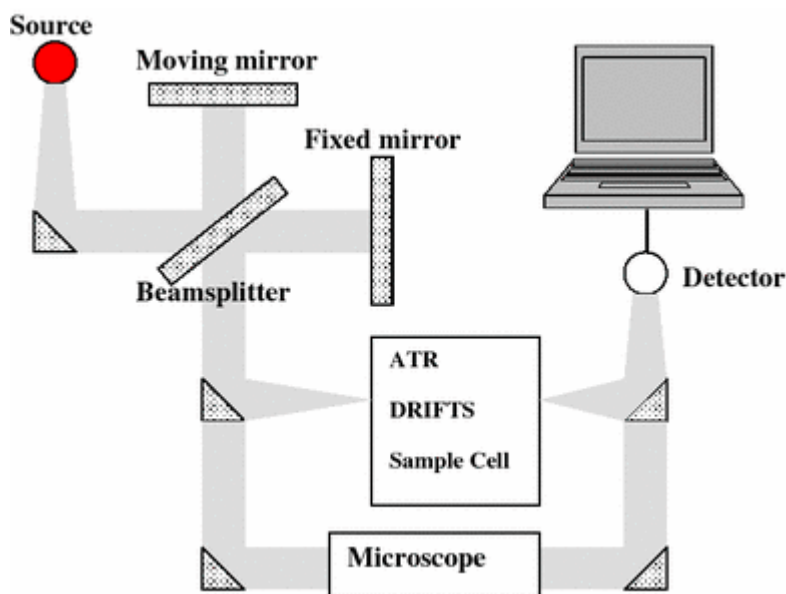 Source
Moving mirror
Fixed mirror
Beamsplitter
Detector
ATR
DRIFTS
Sample Cell
Microscope